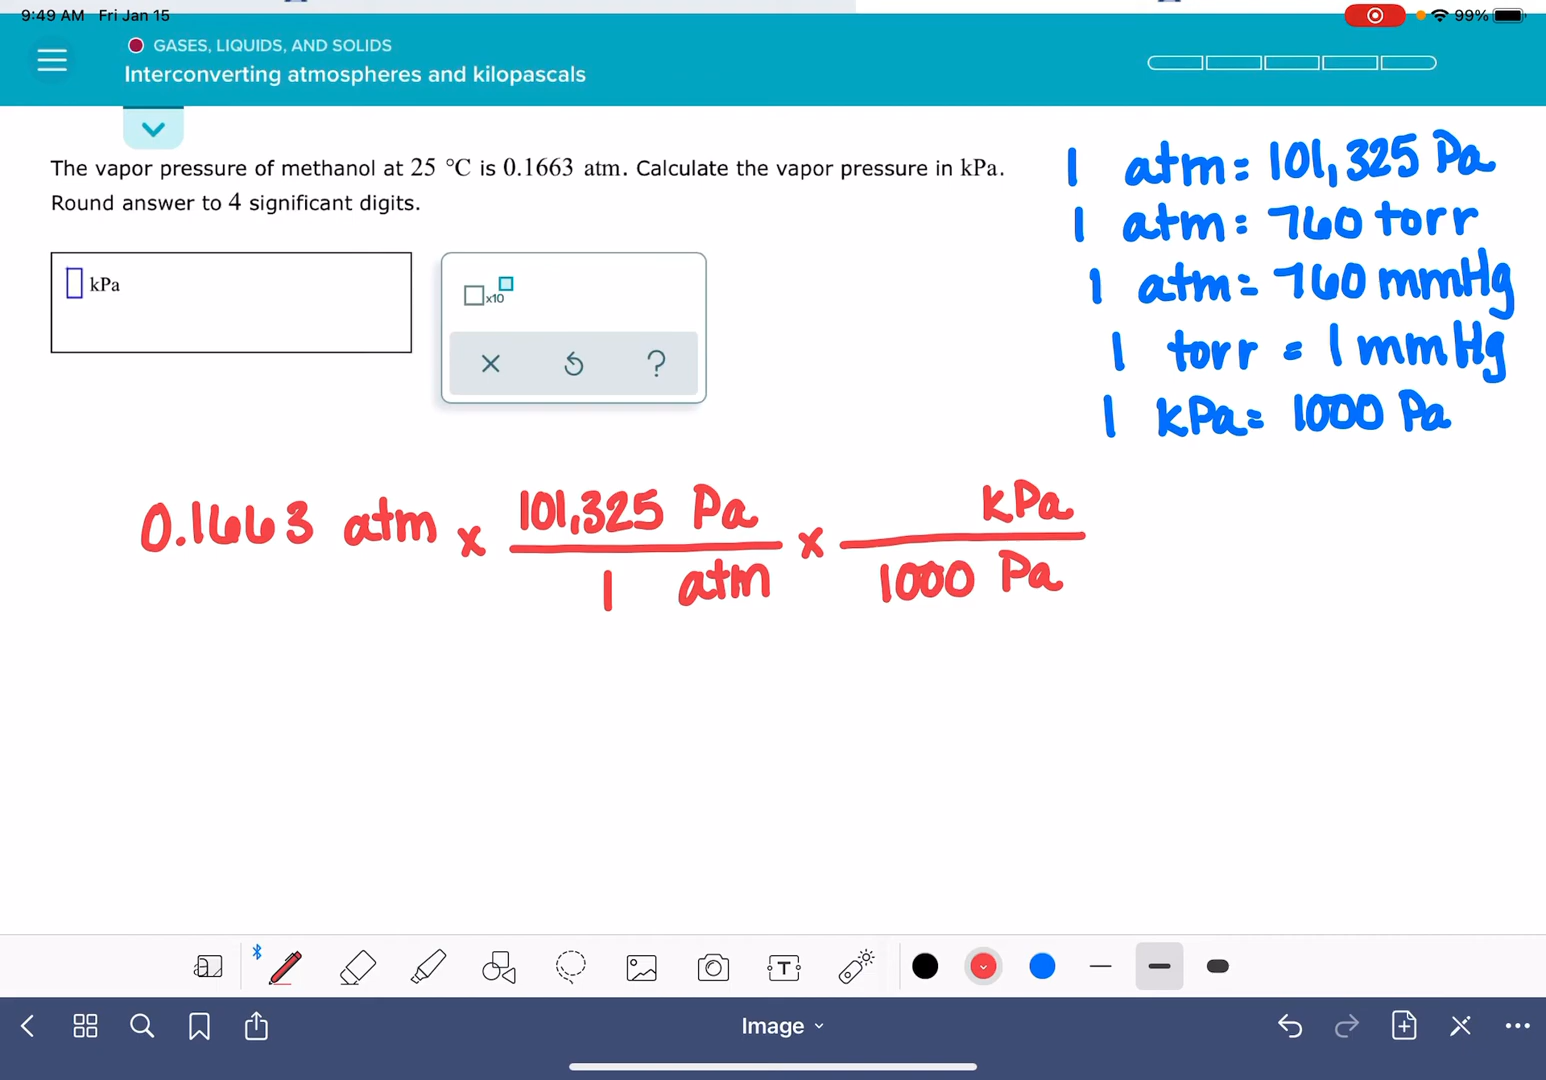 9:49 AM Fri Jan 15
99%
GASES, LIQUIDS, AND SOLIDS
Interconverting atmospheres and kilopascals
The vapor pressure of methanol at 25 °C is 0.1663 atm. Calculate the vapor pressure in kPa.
Round answer to 4 significant digits.
kPa
x10
?
1 atm = 101,325 Pa
1 atm = 760 torr
1 atm = 760 mmHg
1 torr = 1 mmHg
1 kPa = 1000 Pa
0.1663 atm x 101,325 Pa x kPa
1 atm 1000 Pa
Image